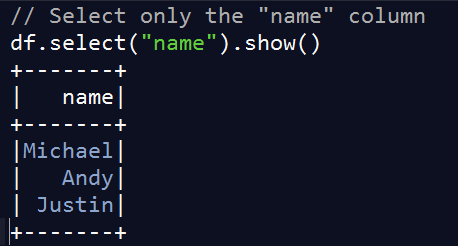 // Select only the "name" column
df.select("name").show()
+-------+
|   name|
+-------+
|Michael|
|   Andy|
| Justin|
+-------+